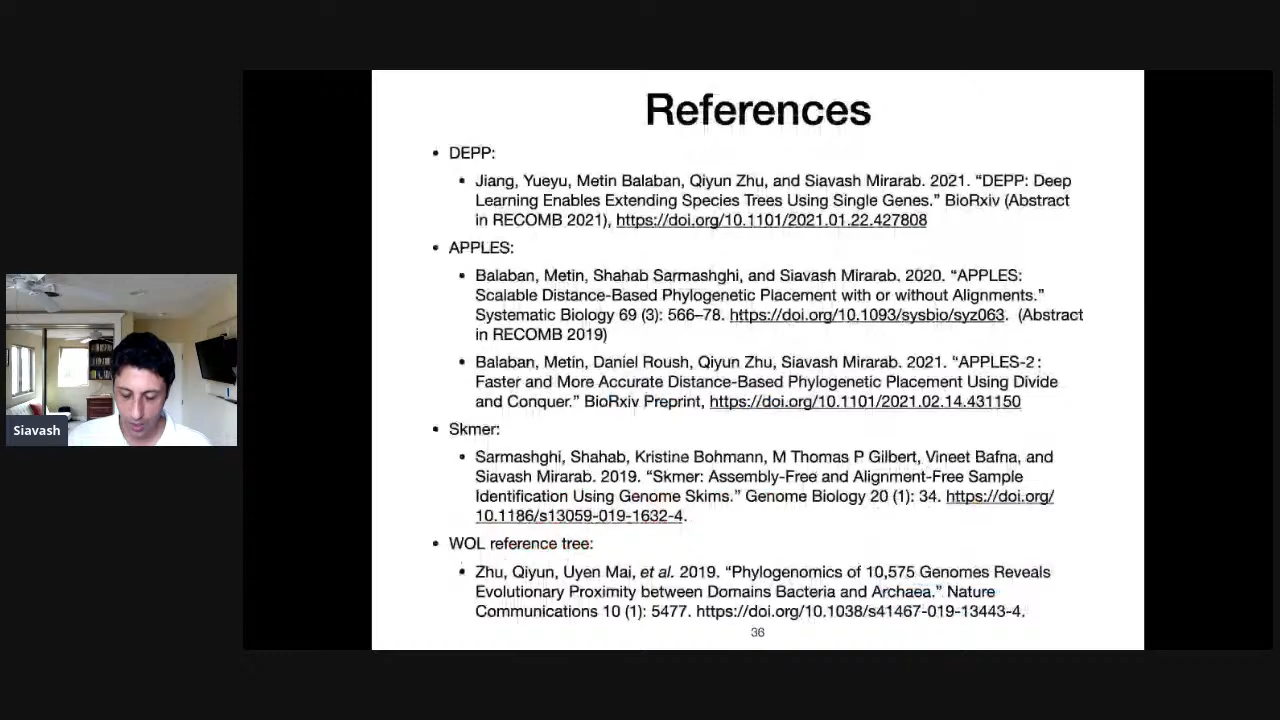 References
• DEPP:
• Jiang, Yueyu, Metin Balaban, Qiyun Zhu, and Siavash Mirarab. 2021. “DEPP: Deep
Learning Enables Extending Species Trees Using Single Genes.” BioRxiv (Abstract
in RECOMB 2021), https://doi.org/10.1101/2021.01.22.427808
• APPLES:
• Balaban, Metin, Shahab Sarmashghi, and Siavash Mirarab. 2020. “APPLES:
Scalable Distance-Based Phylogenetic Placement with or without Alignments.”
Systematic Biology 69 (3): 566–78. https://doi.org/10.1093/sysbio/syz063. (Abstract
in RECOMB 2019)
• Balaban, Metin, Daniel Roush, Qiyun Zhu, Siavash Mirarab. 2021. “APPLES-2:
Faster and More Accurate Distance-Based Phylogenetic Placement Using Divide
and Conquer.” BioRxiv Preprint, https://doi.org/10.1101/2021.02.14.431150
• Skmer:
• Sarmashghi, Shahab, Kristine Bohmann, M Thomas P Gilbert, Vineet Bafna, and
Siavash Mirarab. 2019. “Skmer: Assembly-Free and Alignment-Free Sample
Identification Using Genome Skims.” Genome Biology 20 (1): 34. https://doi.org/
10.1186/s13059-019-1632-4.
• WOL reference tree:
• Zhu, Qiyun, Uyen Mai, et al. 2019. “Phylogenomics of 10,575 Genomes Reveals
Evolutionary Proximity between Domains Bacteria and Archaea.” Nature
Communications 10 (1): 5477. https://doi.org/10.1038/s41467-019-13443-4.
36
Siavash